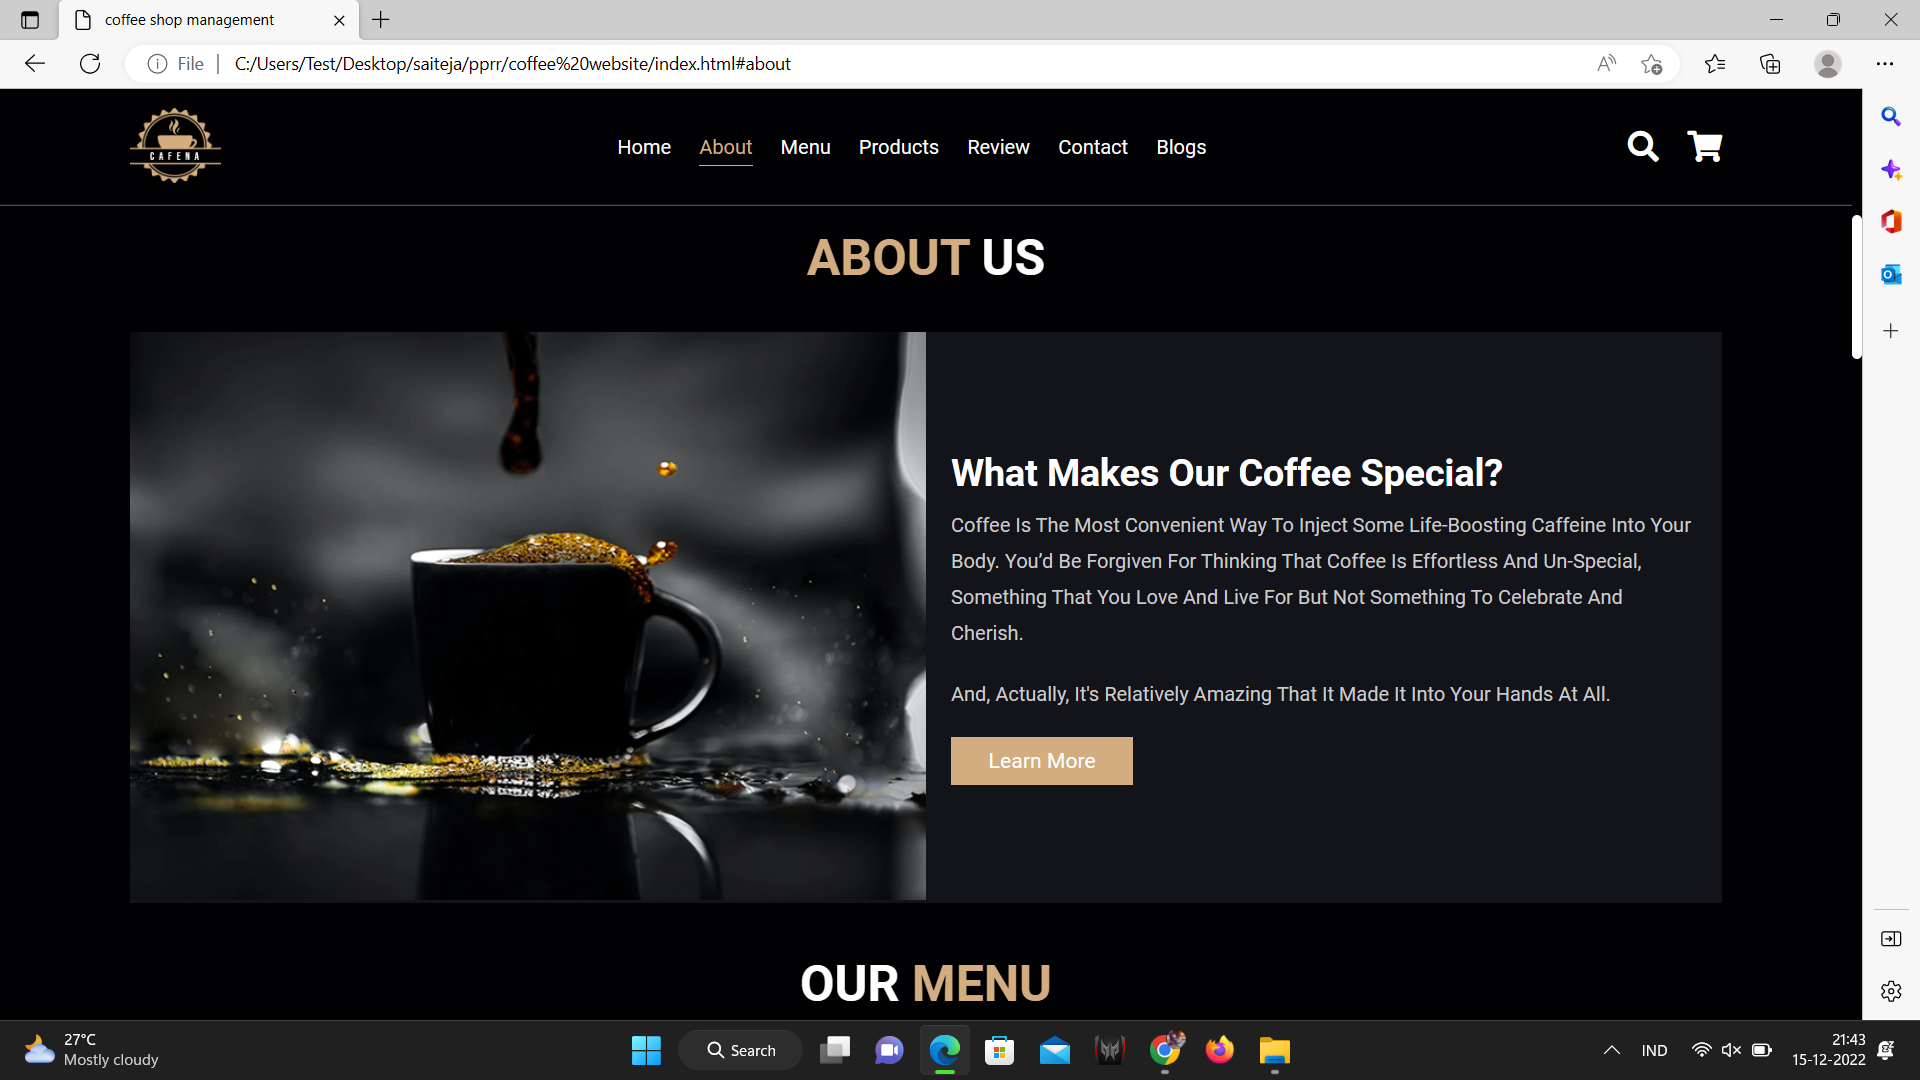 coffee shop management
File
C:/Users/Test/Desktop/saiteja/pprr/coffee%20website/index.html#about
CAFENA
Home About Menu Products Review Contact Blogs
ABOUT US
What Makes Our Coffee Special?
Coffee Is The Most Convenient Way To Inject Some Life-Boosting Caffeine Into Your
Body. You’d Be Forgiven For Thinking That Coffee Is Effortless And Un-Special,
Something That You Love And Live For But Not Something To Celebrate And
Cherish.
And, Actually, It's Relatively Amazing That It Made It Into Your Hands At All.
Learn More
OUR MENU
27°C
Mostly cloudy
Search
IND
21:43
15-12-2022